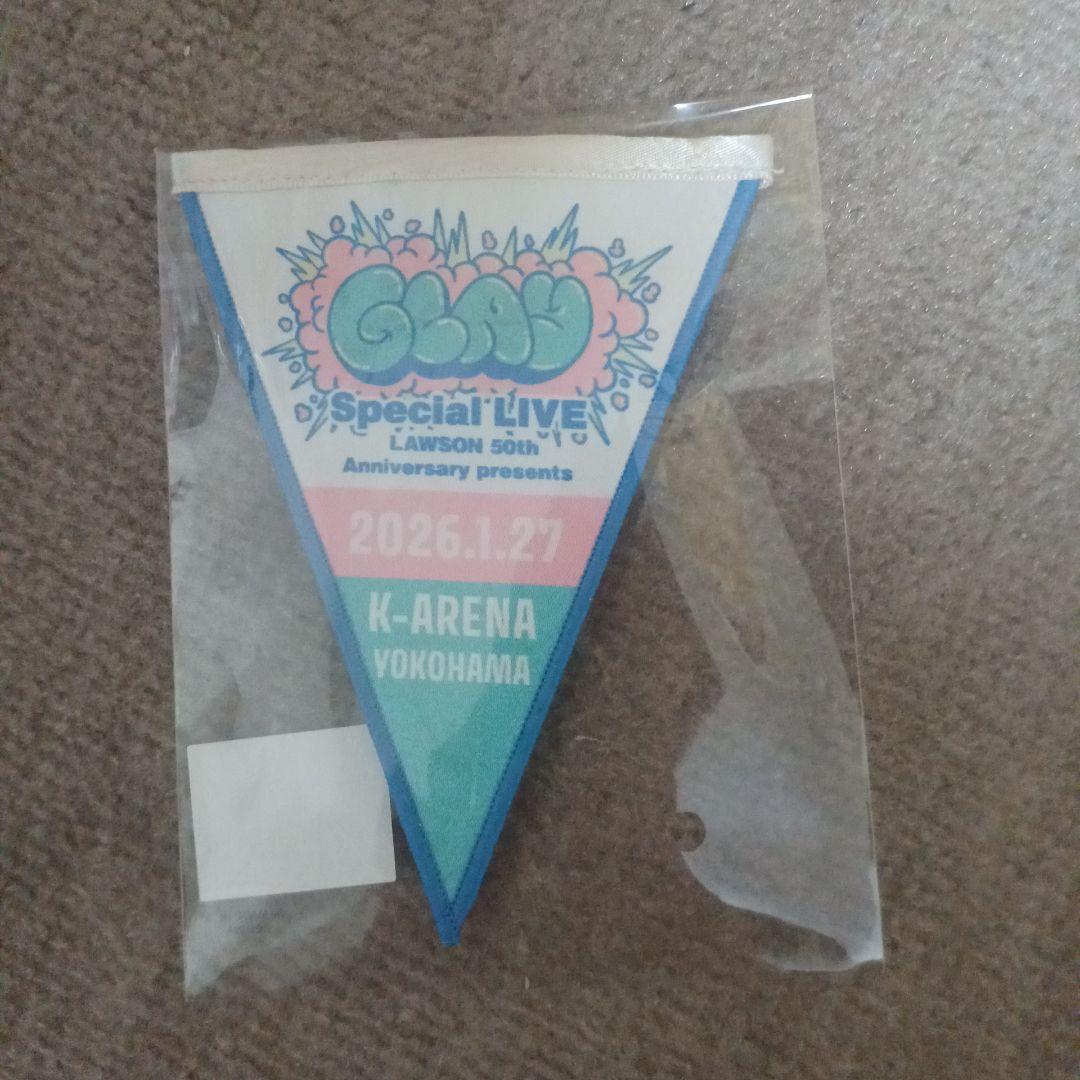 GLAY
Special LIVE
LAWSON 50th
Anniversary presents
2026.1.27
K-ARENA
YOKOHAMA